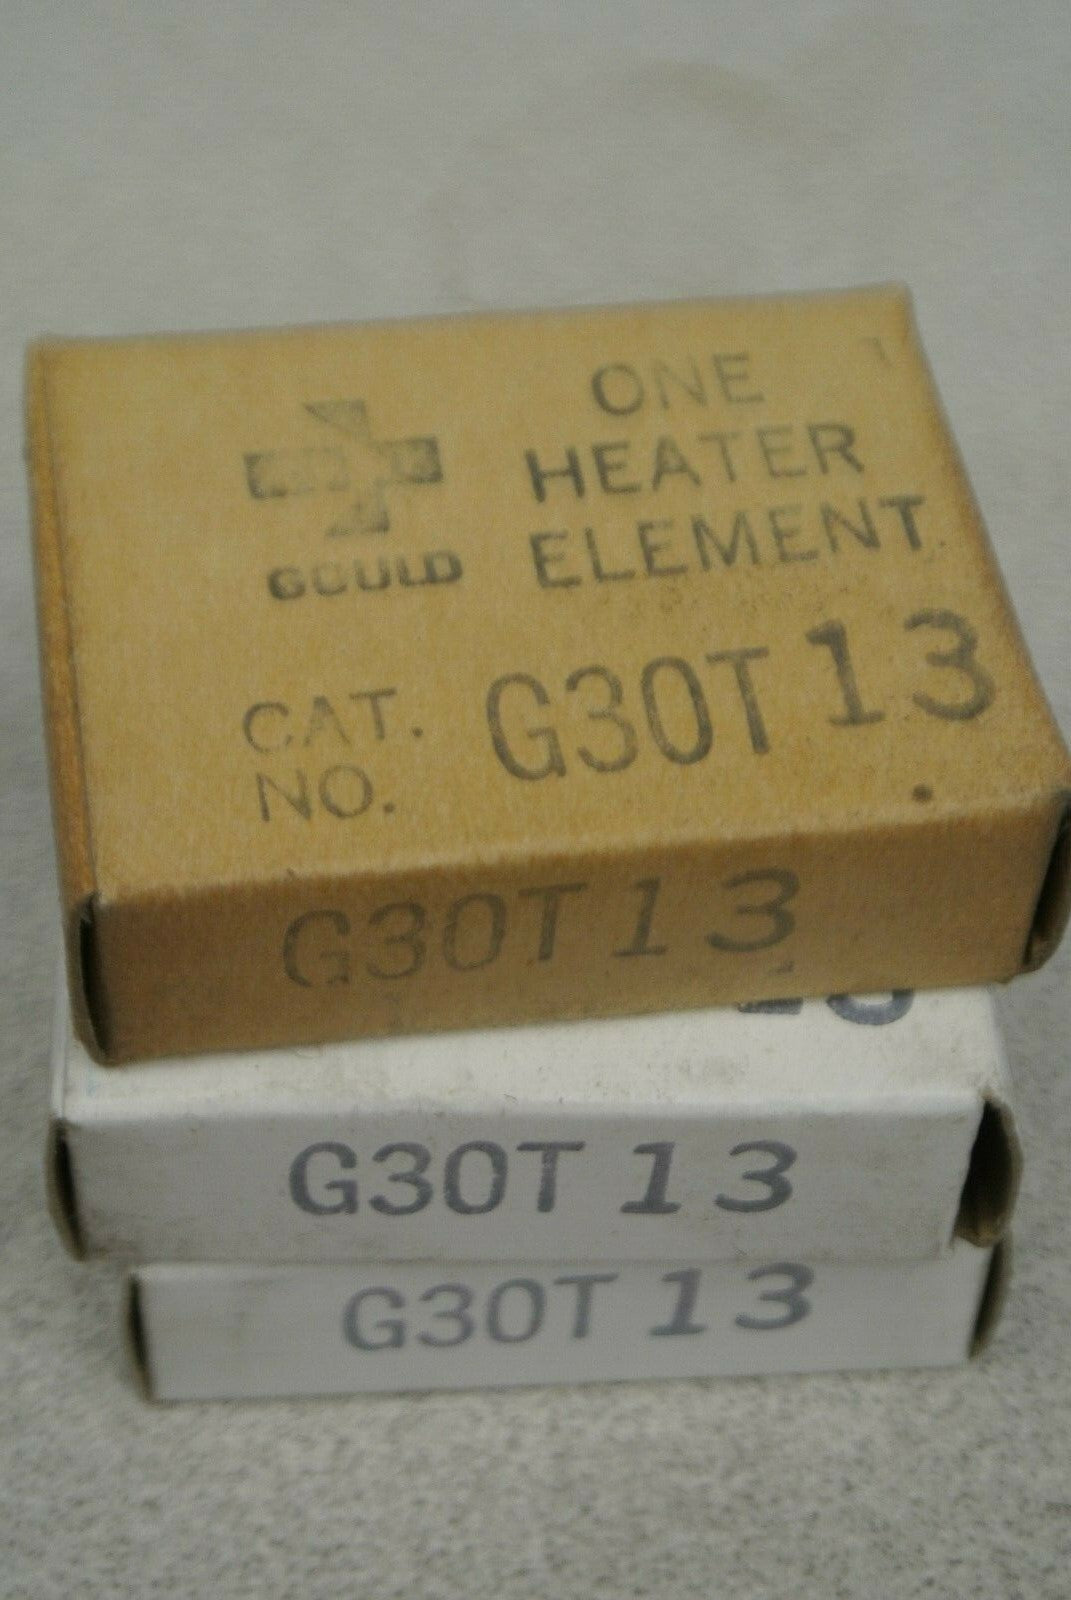 ONE
HEATER
ELEMENT
GOULD
CAT.
NO.
G30T 13
G30T 13
G30T 13
G30T 13